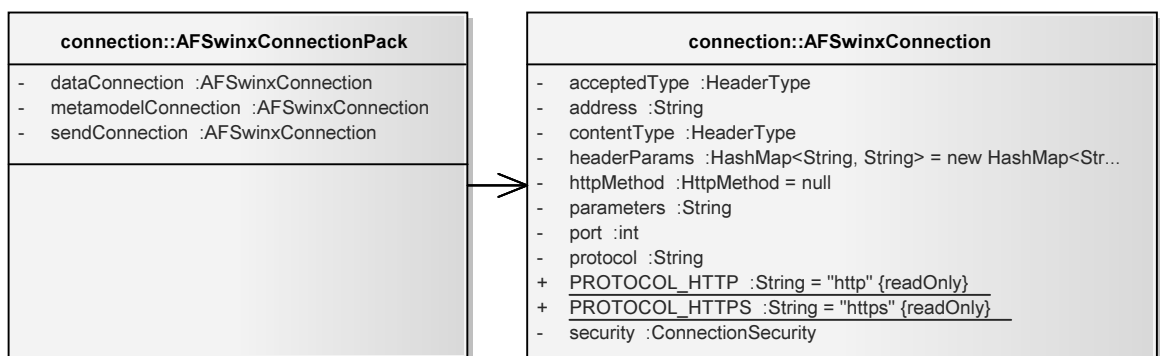 connection::AFSwinxConnectionPack
- dataConnection :AFSwinxConnection
- metamodelConnection :AFSwinxConnection
- sendConnection :AFSwinxConnection
connection::AFSwinxConnection
- acceptedType :HeaderType
- address :String
- contentType :HeaderType
- headerParams :HashMap<String, String> = new HashMap<Str...
- httpMethod :HttpMethod = null
- parameters :String
- port :int
- protocol :String
+ PROTOCOL_HTTP :String = "http" {readOnly}
+ PROTOCOL_HTTPS :String = "https" {readOnly}
- security :ConnectionSecurity